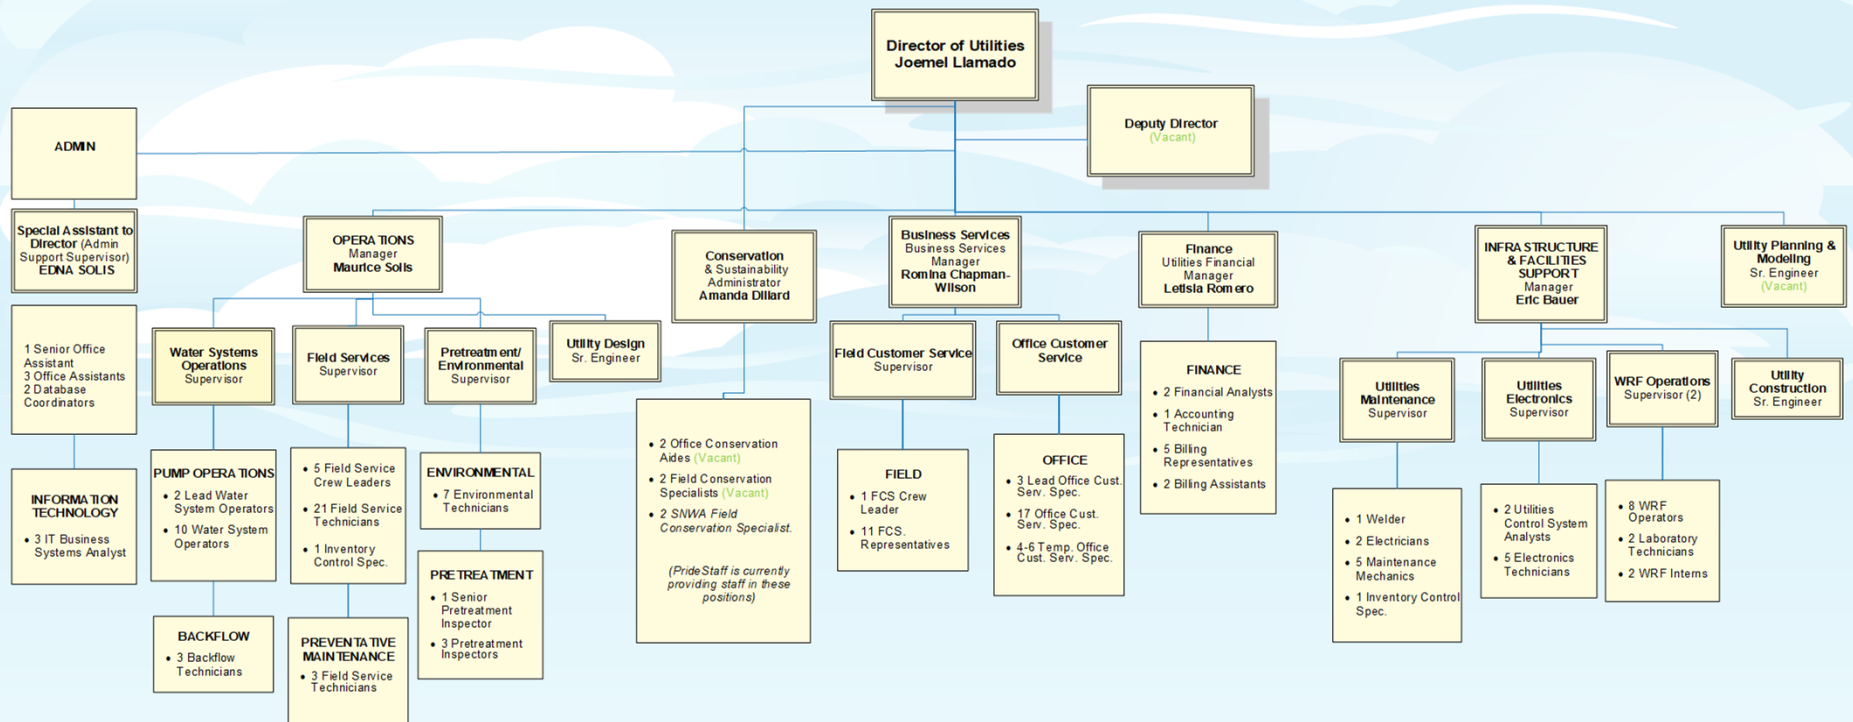 Director of Utilities
Joemel Llamado
Deputy Director
(Vacant)
ADMIN
Special Assistant to
Director (Admin
Support Supervisor)
EDNA SOLIS
1 Senior Office
Assistant
3 Office Assistants
2 Database
Coordinators
INFORMATION
TECHNOLOGY
• 3 IT Business
Systems Analyst
OPERATIONS
Manager
Maurice Solis
Water Systems
Operations
Supervisor
PUMP OPERATIONS
• 2 Lead Water
System Operators
• 10 Water System
Operators
BACKFLOW
• 3 Backflow
Technicians
Field Services
Supervisor
• 5 Field Service
Crew Leaders
• 21 Field Service
Technicians
• 1 Inventory
Control Spec.
PREVENTATIVE
MAINTENANCE
• 3 Field Service
Technicians
Pretreatment/
Environmental
Supervisor
ENVIRONMENTAL
• 7 Environmental
Technicians
PRETREATMENT
• 1 Senior
Pretreatment
Inspector
• 3 Pretreatment
Inspectors
Utility Design
Sr. Engineer
Conservation
& Sustainability
Administrator
Amanda Dillard
• 2 Office Conservation
Aides (Vacant)
• 2 Field Conservation
Specialists (Vacant)
• 2 SNWA Field
Conservation Specialist.
(PrideStaff is currently
providing staff in these
positions)
Business Services
Business Services
Manager
Romina Chapman-
Wilson
Field Customer Service
Supervisor
FIELD
• 1 FCS Crew
Leader
• 11 FCS.
Representatives
Office Customer
Service
OFFICE
• 3 Lead Office Cust.
Serv. Spec.
• 17 Office Cust.
Serv. Spec.
• 4-6 Temp. Office
Cust. Serv. Spec.
Finance
Utilities Financial
Manager
Letisia Romero
FINANCE
• 2 Financial Analysts
• 1 Accounting
Technician
• 5 Billing
Representatives
• 2 Billing Assistants
INFRASTRUCTURE
& FACILITIES
SUPPORT
Manager
Eric Bauer
Utilities
Maintenance
Supervisor
• 1 Welder
• 2 Electricians
• 5 Maintenance
Mechanics
• 1 Inventory Control
Spec.
Utilities
Electronics
Supervisor
• 2 Utilities
Control System
Analysts
• 5 Electronics
Technicians
WRF Operations
Supervisor (2)
• 8 WRF
Operators
• 2 Laboratory
Technicians
• 2 WRF Interns
Utility
Construction
Sr. Engineer
Utility Planning &
Modeling
Sr. Engineer
(Vacant)